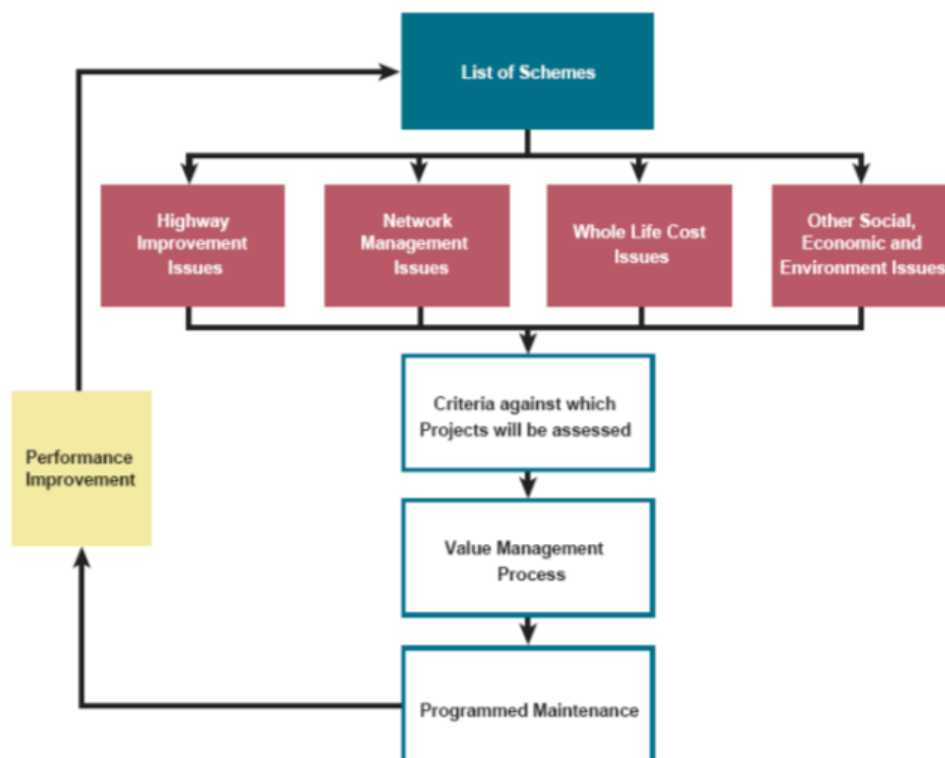 List of Schemes
Highway
Improvement
Issues
Network
Management
Issues
Whole Life Cost
Issues
Other Social,
Economic and
Environment Issues
Criteria against which
Projects will be assessed
Performance
Improvement
Value Management
Process
Programmed Maintenance